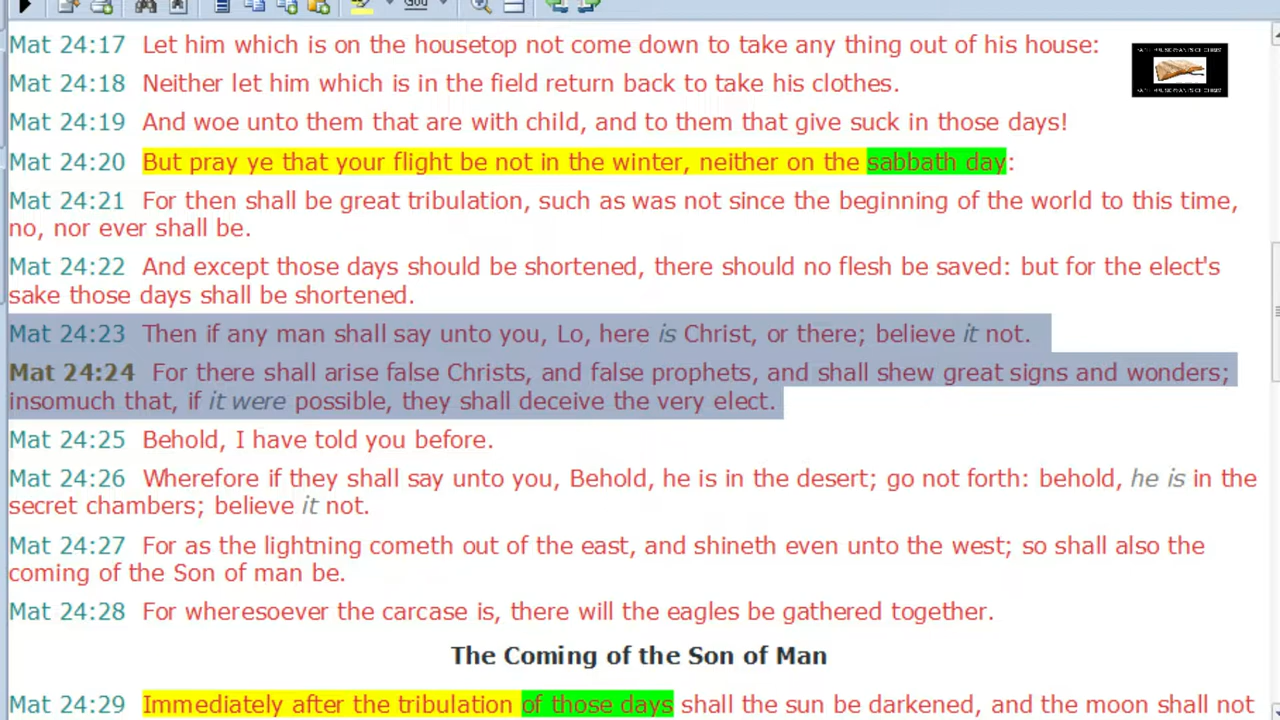 God
Mat 24:17 Let him which is on the housetop not come down to take any thing out of his house:
Mat 24:18 Neither let him which is in the field return back to take his clothes.
Mat 24:19 And woe unto them that are with child, and to them that give suck in those days!
Mat 24:20 But pray ye that your flight be not in the winter, neither on the sabbath day:
Mat 24:21 For then shall be great tribulation, such as was not since the beginning of the world to this time,
no, nor ever shall be.
Mat 24:22 And except those days should be shortened, there should no flesh be saved: but for the elect's
sake those days shall be shortened.
Mat 24:23 Then if any man shall say unto you, Lo, here is Christ, or there; believe it not.
Mat 24:24 For there shall arise false Christs, and false prophets, and shall shew great signs and wonders;
insomuch that, if it were possible, they shall deceive the very elect.
Mat 24:25 Behold, I have told you before.
Mat 24:26 Wherefore if they shall say unto you, Behold, he is in the desert; go not forth: behold, he is in the
secret chambers; believe it not.
Mat 24:27 For as the lightning cometh out of the east, and shineth even unto the west; so shall also the
coming of the Son of man be.
Mat 24:28 For wheresoever the carcase is, there will the eagles be gathered together.
The Coming of the Son of Man
Mat 24:29 Immediately after the tribulation of those days shall the sun be darkened, and the moon shall not